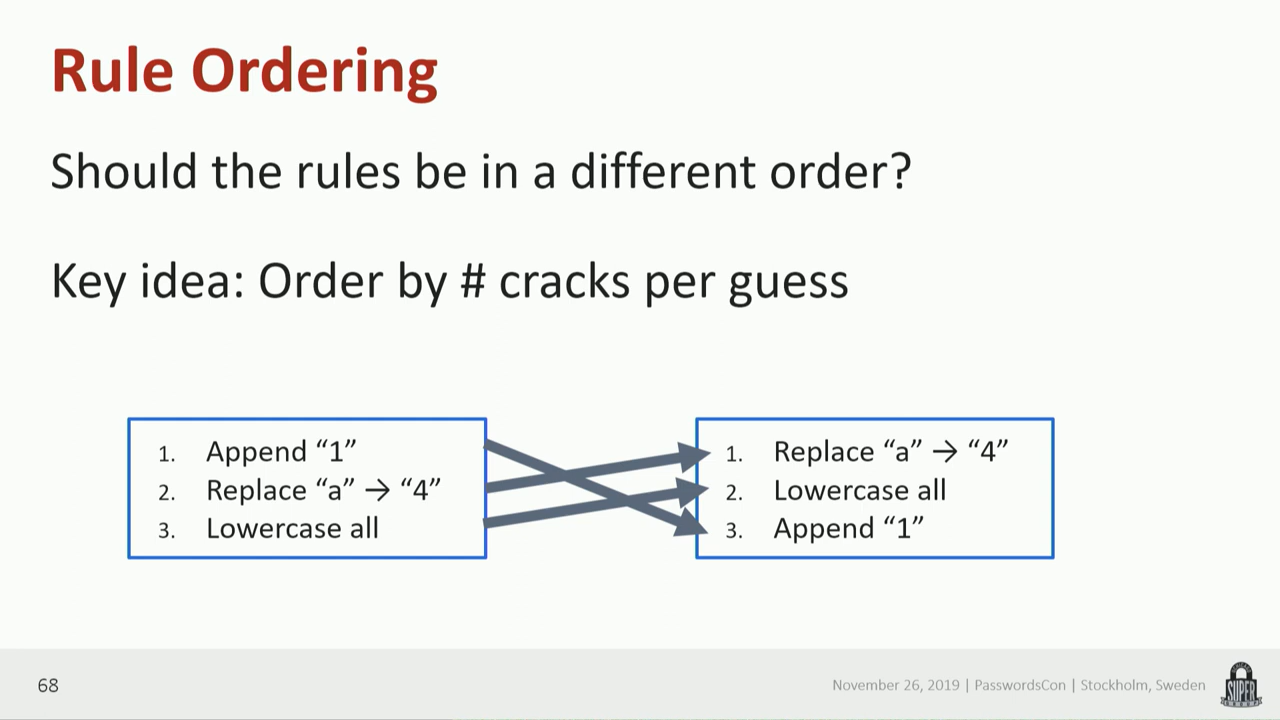 Rule Ordering
Should the rules be in a different order?
Key idea: Order by # cracks per guess
1. Append “1”
2. Replace “a” → “4”
3. Lowercase all
1. Replace “a” → “4”
2. Lowercase all
3. Append “1”
68
November 26, 2019 | PasswordsCon | Stockholm, Sweden
SUPER